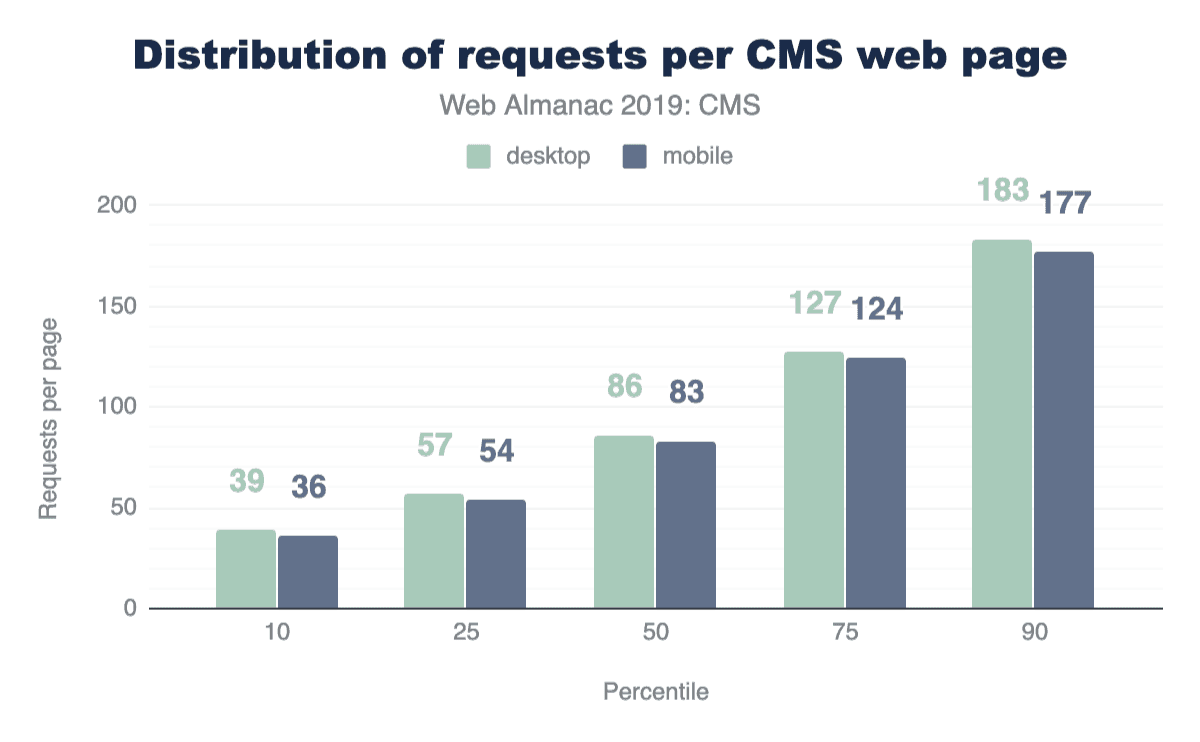 Distribution of requests per CMS web page
Web Almanac 2019: CMS
desktop mobile
183 177
200
127 124
150
86 83
100
57 54
39 36
50
0
10 25 50 75 90
Requests per page
Percentile